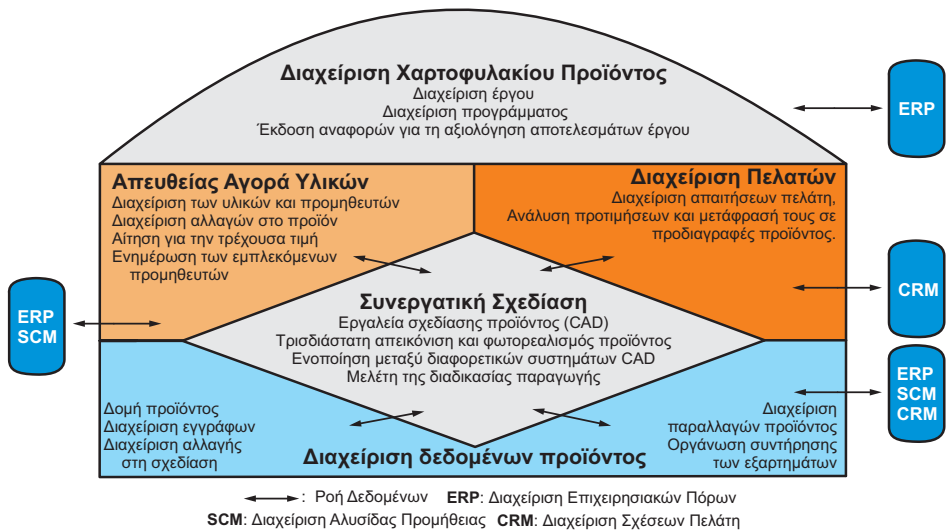 Διαχείριση Χαρτοφυλακίου Προϊόντος
Διαχείριση έργου
Διαχείριση προγράμματος
Έκδοση αναφορών για τη αξιολόγηση αποτελεσμάτων έργου
ERP
Απευθείας Αγορά Υλικών
Διαχείριση των υλικών και προμηθευτών
Διαχείριση αλλαγών στο προϊόν
Αίτηση για την τρέχουσα τιμή
Ενημέρωση των εμπλεκόμενων
προμηθευτών
Διαχείριση Πελατών
Διαχείριση απαιτήσεων πελάτη,
Ανάλυση προτιμήσεων και μετάφρασή τους σε
προδιαγραφές προϊόντος.
CRM
ERP
SCM
Συνεργατική Σχεδίαση
Εργαλεία σχεδίασης προϊόντος (CAD)
Τρισδιάστατη απεικόνιση και φωτορεαλισμός προϊόντος
Ενοποίηση μεταξύ διαφορετικών συστημάτων CAD
Μελέτη της διαδικασίας παραγωγής
ERP
SCM
CRM
Δομή προϊόντος
Διαχείριση εγγράφων
Διαχείριση αλλαγής
στη σχεδίαση
Διαχείριση δεδομένων προϊόντος
Διαχείριση
παραλλαγών προϊόντος
Οργάνωση συντήρησης
των εξαρτημάτων
: Ροή Δεδομένων ERP: Διαχείριση Επιχειρησιακών Πόρων
SCM: Διαχείριση Αλυσίδας Προμήθειας CRM: Διαχείριση Σχέσεων Πελάτη